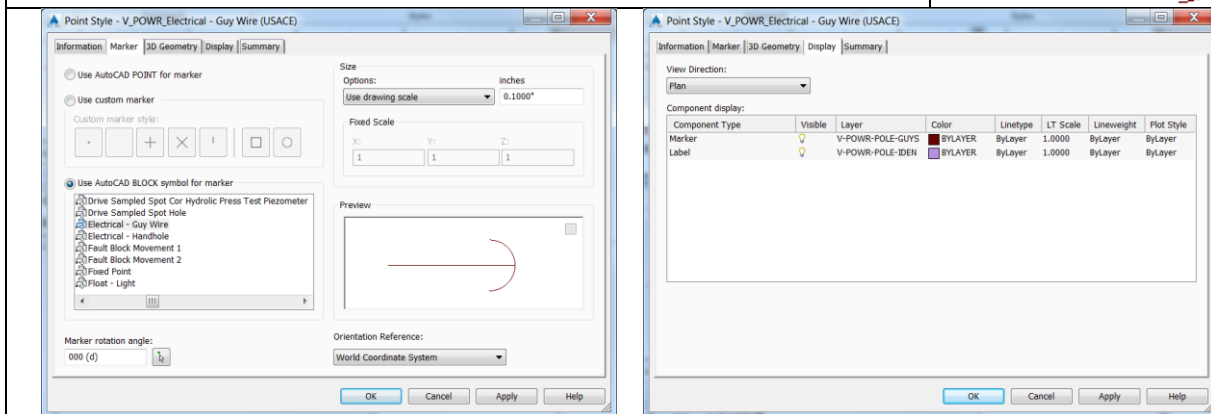 Point Style - V_POWR_Electrical - Guy Wire (USACE)
Information Marker 3D Geometry Display Summary
Use AutoCAD POINT for marker
Use custom marker
Custom marker style:
Use AutoCAD BLOCK symbol for marker
Drive Sampled Spot Cor Hydrolic Press Test Piezometer
Drive Sampled Spot Hole
Electrical - Guy Wire
Electrical - Handhole
Fault Block Movement 1
Fault Block Movement 2
Fixed Point
Float - Light
Marker rotation angle:
000 (d)
Size
Options: inches
Use drawing scale 0.1000"
Fixed Scale
X: Y: Z:
1 1 1
Preview
Orientation Reference:
World Coordinate System
OK Cancel Apply Help
Point Style - V_POWR_Electrical - Guy Wire (USACE)
Information Marker 3D Geometry Display Summary
View Direction:
Plan
Component display:
Component Type Visible Layer Color Linetype LT Scale Lineweight Plot Style
Marker V-POWR-POLE-GUYS BYLAYER ByLayer 1.0000 ByLayer ByLayer
Label V-POWR-POLE-IDEN BYLAYER ByLayer 1.0000 ByLayer ByLayer
OK Cancel Apply Help